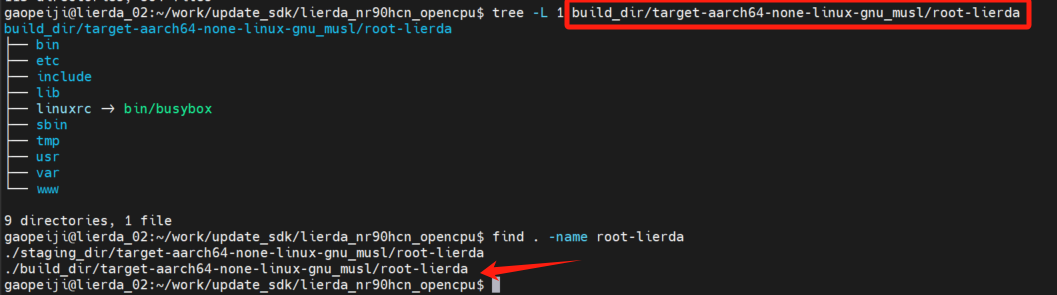 gaopeiji@lierda_02:~/work/update_sdk/lierda_nr90hcn_opencpu$ tree -L 1 build_dir/target-aarch64-none-linux-gnu_musl/root-lierda
build_dir/target-aarch64-none-linux-gnu_musl/root-lierda
├── bin
├── etc
├── include
├── lib
├── linuxrc -> bin/busybox
├── sbin
├── tmp
├── usr
├── var
└── www
9 directories, 1 file
gaopeiji@lierda_02:~/work/update_sdk/lierda_nr90hcn_opencpu$ find . -name root-lierda
./staging_dir/target-aarch64-none-linux-gnu_musl/root-lierda
./build_dir/target-aarch64-none-linux-gnu_musl/root-lierda
gaopeiji@lierda_02:~/work/update_sdk/lierda_nr90hcn_opencpu$